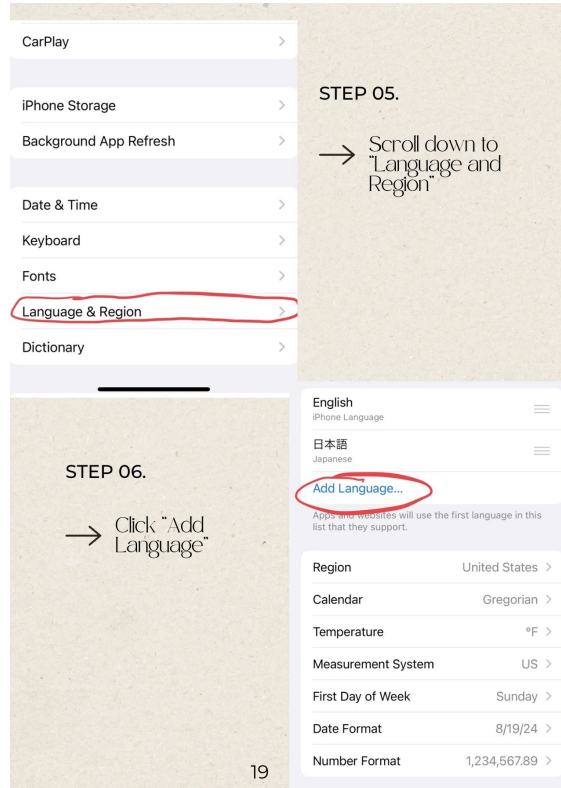 CarPlay
iPhone Storage
Background App Refresh
Date & Time
Keyboard
Fonts
Language & Region
Dictionary
STEP 05.
Scroll down to
"Language and
Region"
STEP 06.
Click "Add
Language"
English
iPhone Language
日本語
Japanese
Add Language...
Apps and websites will use the first language in this
list that they support.
Region United States
Calendar Gregorian
Temperature °F
Measurement System US
First Day of Week Sunday
Date Format 8/19/24
Number Format 1,234,567.89
19